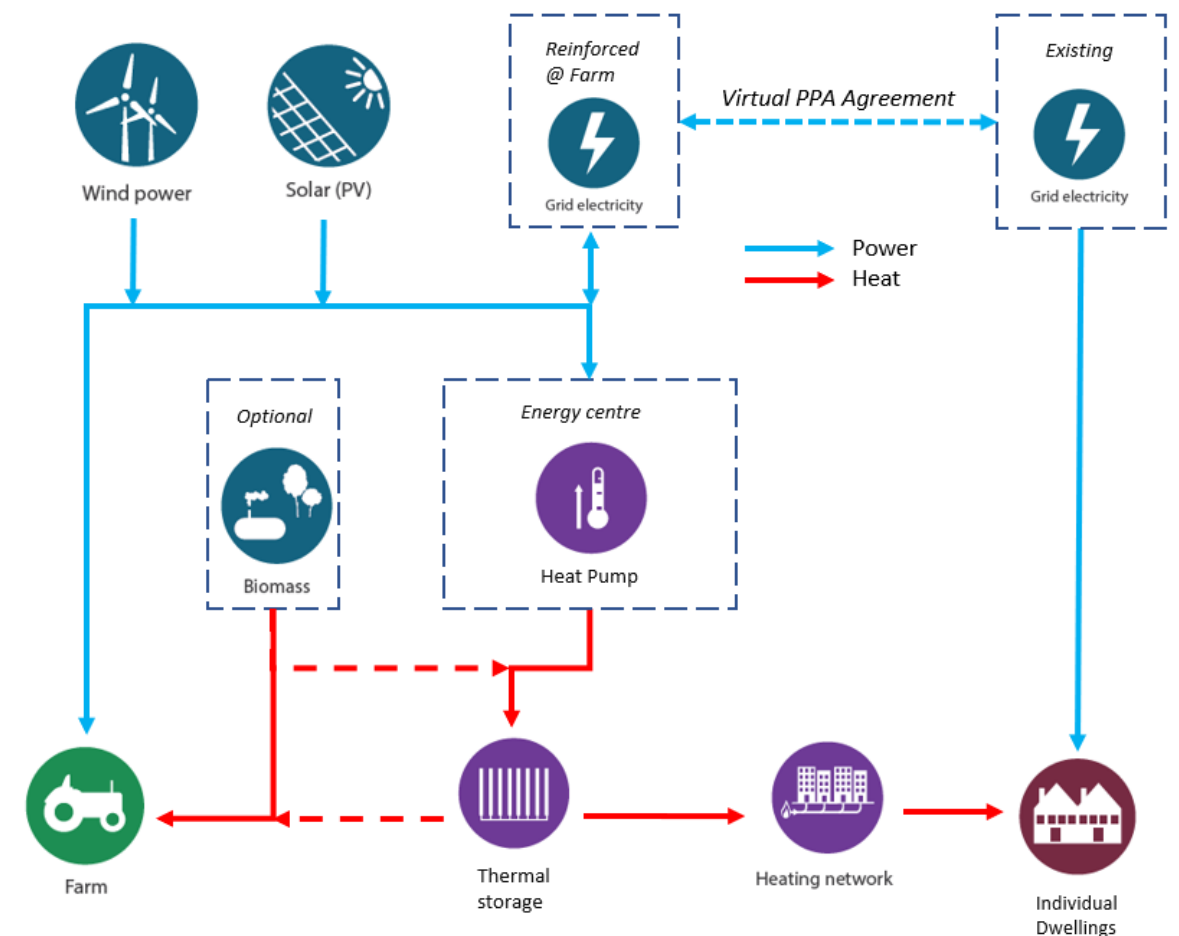 Reinforced
@ Farm
Existing
Virtual PPA Agreement
Wind power
Solar (PV)
Grid electricity
Grid electricity
Power
Heat
Optional
Energy centre
Biomass
Heat Pump
Farm
Thermal
storage
Heating network
Individual
Dwellings